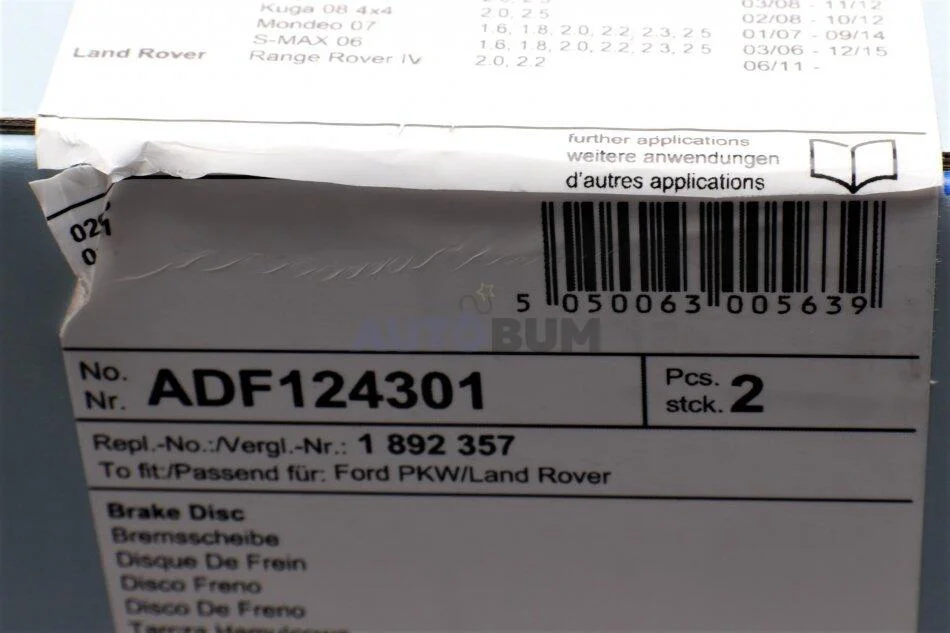 03/08 - 11/12
Kuga 08 4x4 2.0, 2.5 02/08 - 10/12
Mondeo 07 1.6, 1.8, 2.0, 2.2, 2.3, 2.5 01/07 - 09/14
S-MAX 06 1.6, 1.8, 2.0, 2.2, 2.3, 2.5 03/06 - 12/15
Land Rover Range Rover IV 2.0, 2.2 06/11 -
further applications
weitere anwendungen
d'autres applications
5 050063 005639
AUTOBUM
No.
Nr. ADF124301
Pcs.
stck. 2
Repl.-No.:/Vergl.-Nr.: 1 892 357
To fit:/Passend für: Ford PKW/Land Rover
Brake Disc
Bremsscheibe
Disque De Frein
Disco Freno
Disco De Freno